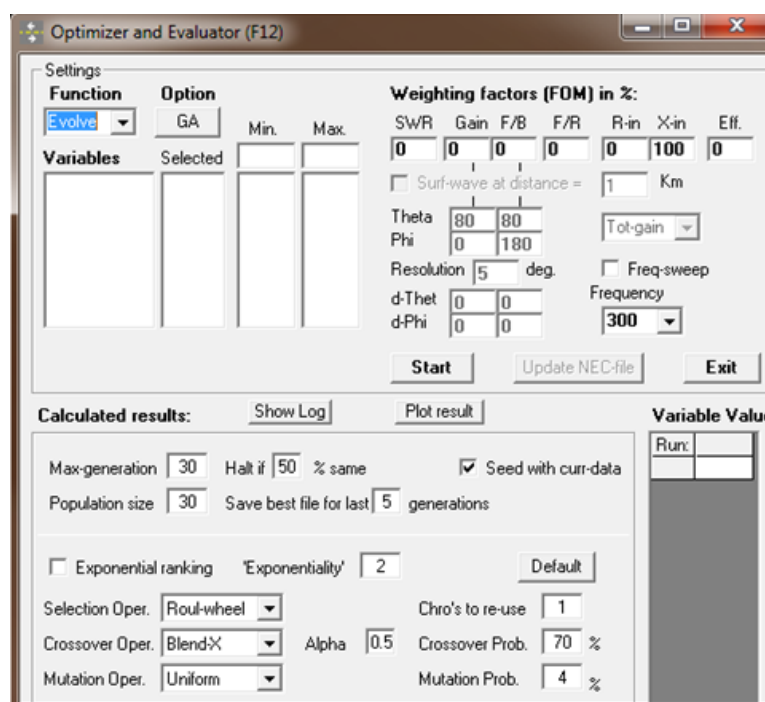 Optimizer and Evaluator (F12)
Settings
Function Option Weighting factors (FOM) in %:
Evolve GA Min. Max. SWR Gain F/B F/R R-in X-in Eff.
0 0 0 0 0 100 0
Variables Selected
Surf-wave at distance = 1 Km
Theta 80 80 Tot-gain
Phi 0 180
Resolution 5 deg. Freq-sweep
d-Thet 0 0 Frequency
d-Phi 0 0 300
Start Update NEC-file Exit
Calculated results: Show Log Plot result Variable Valu
Run:
Max-generation 30 Halt if 50 % same Seed with curr-data
Population size 30 Save best file for last 5 generations
Exponential ranking 'Exponentiality' 2 Default
Selection Oper. Roul-wheel Chro's to re-use 1
Crossover Oper. Blend-X Alpha 0.5 Crossover Prob. 70 %
Mutation Oper. Uniform Mutation Prob. 4 %